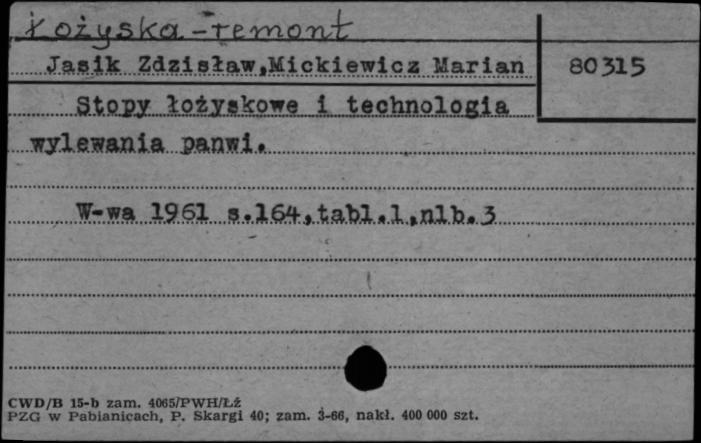 Łożyska - remont
Jasik Zdzisław,Mickiewicz Marian
80315
Stopy łożyskowe i technologia
wylewania panwi.
W-wa 1961 s.164,tabl.1,nlb.3
CWD/B 15-b zam. 4065/PWH/Łź
PZG w Pabianicach, P. Skargi 40; zam. 3-66, nakł. 400 000 szt.